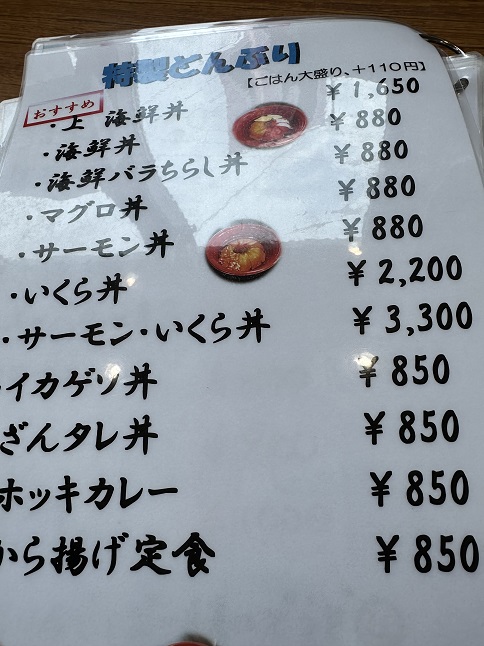 特製どんぶり
【ごはん大盛り、+110円】
おすすめ
・上 海鮮丼 ¥1,650
・海鮮丼 ¥880
・海鮮バラちらし丼 ¥880
・マグロ丼 ¥880
・サーモン丼 ¥880
・いくら丼 ¥2,200
・サーモン・いくら丼 ¥3,300
・イカゲソ丼 ¥850
ざんタレ丼 ¥850
ホッキカレー ¥850
から揚げ定食 ¥850